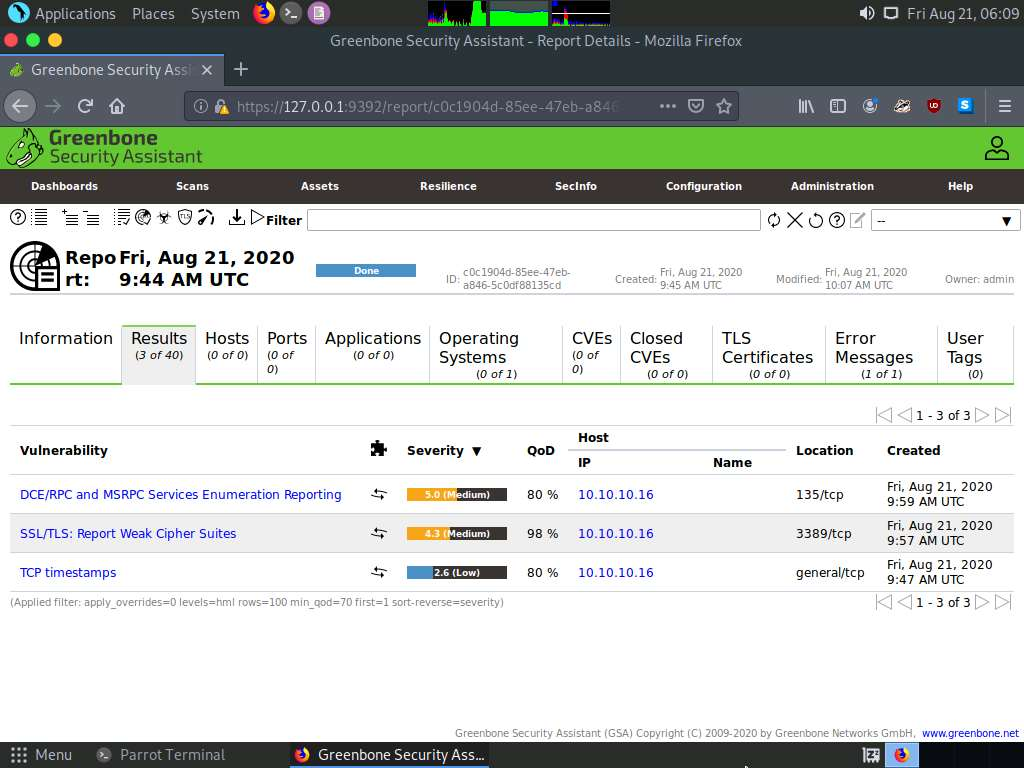 Applications Places System Fri Aug 21, 06:09
Greenbone Security Assistant - Report Details - Mozilla Firefox
Greenbone Security Assis
https://127.0.0.1:9392/report/c0c1904d-85ee-47eb-a846
Greenbone
Security Assistant
Dashboards Scans Assets Resilience SecInfo Configuration Administration Help
Filter --
Repo
rt:
Fri, Aug 21, 2020
9:44 AM UTC
Done
ID: c0c1904d-85ee-47eb-
a846-5c0df88135cd
Created: Fri, Aug 21, 2020
9:45 AM UTC
Modified: Fri, Aug 21, 2020
10:07 AM UTC
Owner: admin
Information
Results
(3 of 40)
Hosts
(0 of 0)
Ports
(0 of
0)
Applications
(0 of 0)
Operating
Systems
(0 of 1)
CVEs
(0 of
0)
Closed
CVEs
(0 of 0)
TLS
Certificates
(0 of 0)
Error
Messages
(1 of 1)
User
Tags
(0)
1 - 3 of 3
Vulnerability Severity ▼ QoD Host Location Created
IP Name
DCE/RPC and MSRPC Services Enumeration Reporting 5.0 (Medium) 80 % 10.10.10.16 135/tcp Fri, Aug 21, 2020
9:59 AM UTC
SSL/TLS: Report Weak Cipher Suites 4.3 (Medium) 98 % 10.10.10.16 3389/tcp Fri, Aug 21, 2020
9:57 AM UTC
TCP timestamps 2.6 (Low) 80 % 10.10.10.16 general/tcp Fri, Aug 21, 2020
9:47 AM UTC
(Applied filter: apply_overrides=0 levels=hml rows=100 min_qod=70 first=1 sort-reverse=severity)
1 - 3 of 3
Greenbone Security Assistant (GSA) Copyright (C) 2009-2020 by Greenbone Networks GmbH, www.greenbone.net
Menu Parrot Terminal Greenbone Security Ass...